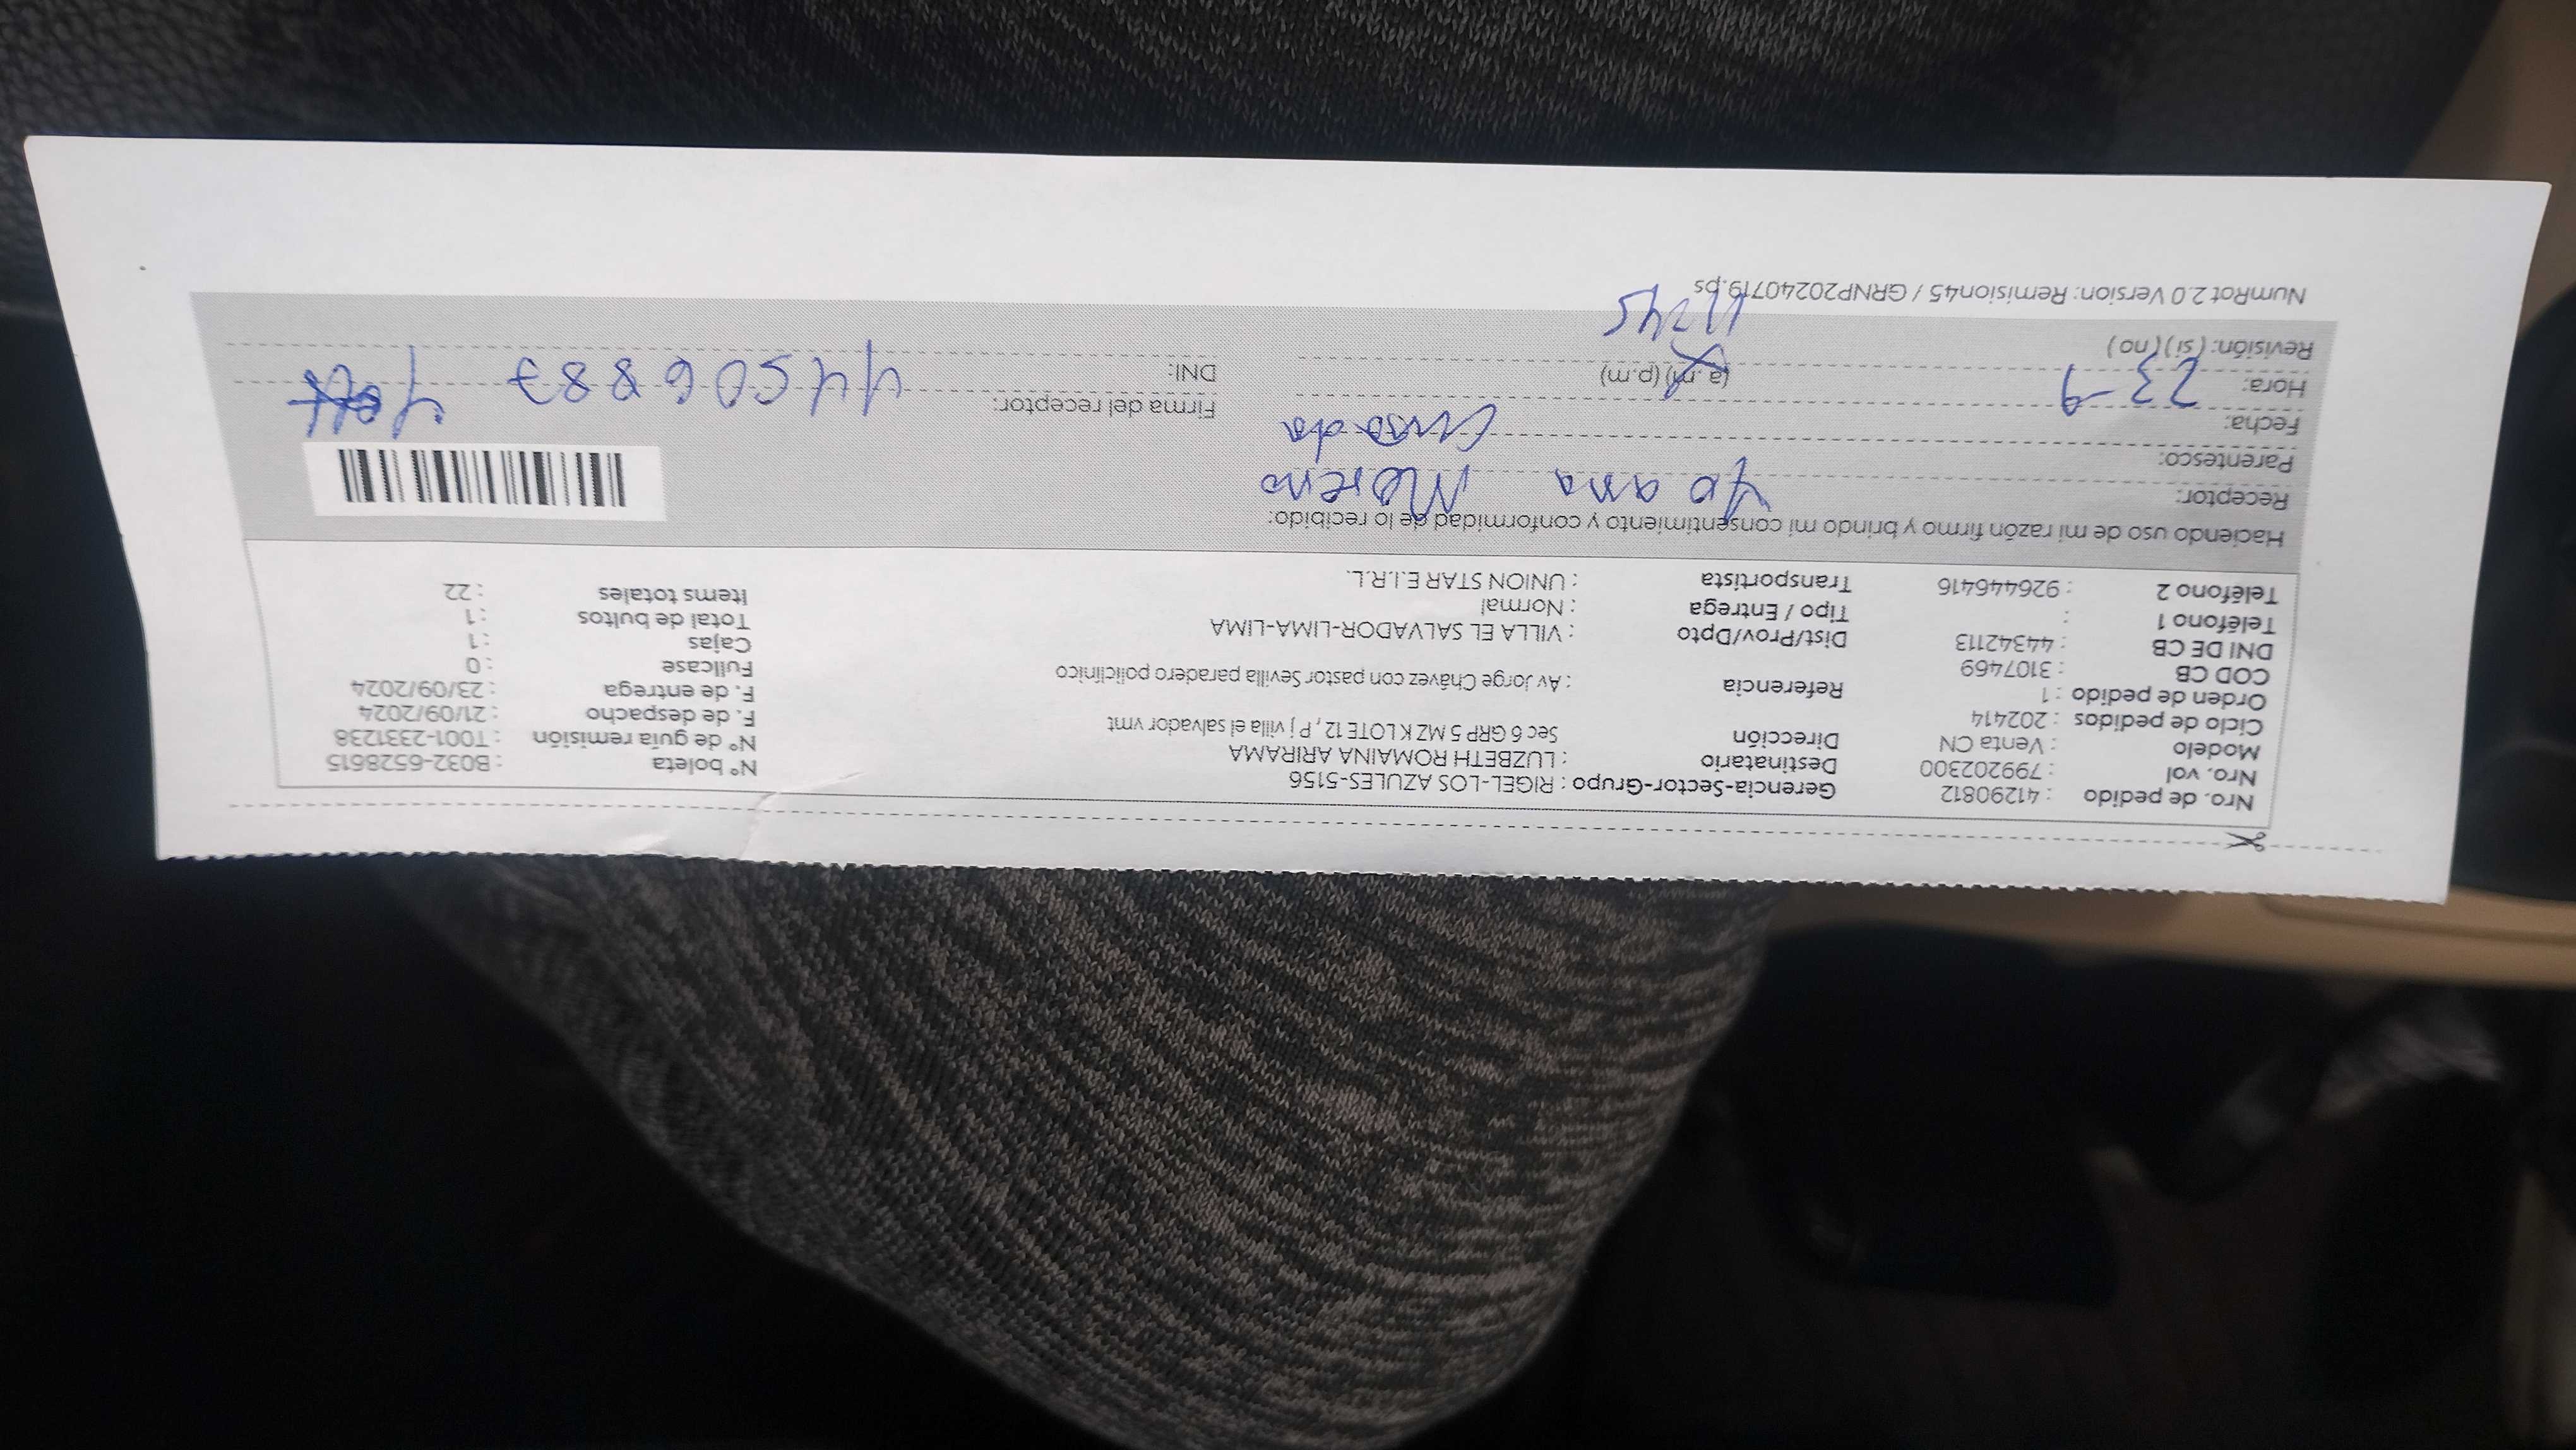 Nro. de pedido : 41290812 Gerencia-Sector-Grupo : RIGEL-LOS AZULES-5156 N° boleta : B032-6528615
Nro. vol : 799202300 Destinatario : LUZBETH ROMAINA ARIRAMA N° de guía remisión : T001-2331238
Modelo : Venta CN Dirección Sec 6 GRP 5 MZ K LOTE 12, P j villa el salvador vmt F. de despacho : 21/09/2024
Ciclo de pedidos : 202414 F. de entrega : 23/09/2024
Orden de pedido : 1 Referencia : Av Jorge Chávez con pastor Sevilla paradero policlínico Fullcase : 0
COD CB : 3107469 Cajas : 1
DNI DE CB : 44342113 Dist/Prov/Dpto : VILLA EL SALVADOR-LIMA-LIMA Total de bultos : 1
Teléfono 1 : Tipo / Entrega : Normal Items totales : 22
Teléfono 2 : 926446416 Transportista : UNION STAR E.I.R.L.
Haciendo uso de mi razón firmo y brindo mi consentimiento y conformidad de lo recibido:
Receptor: Yoana Moreno
Parentesco:
Fecha: 23-9 Firma del receptor:
Hora: (a.m) (p.m) DNI: 44506883
Revisión: (si) (no) 11:45
NumRot 2.0 Version: Remision45 / GRNP20240719.ps